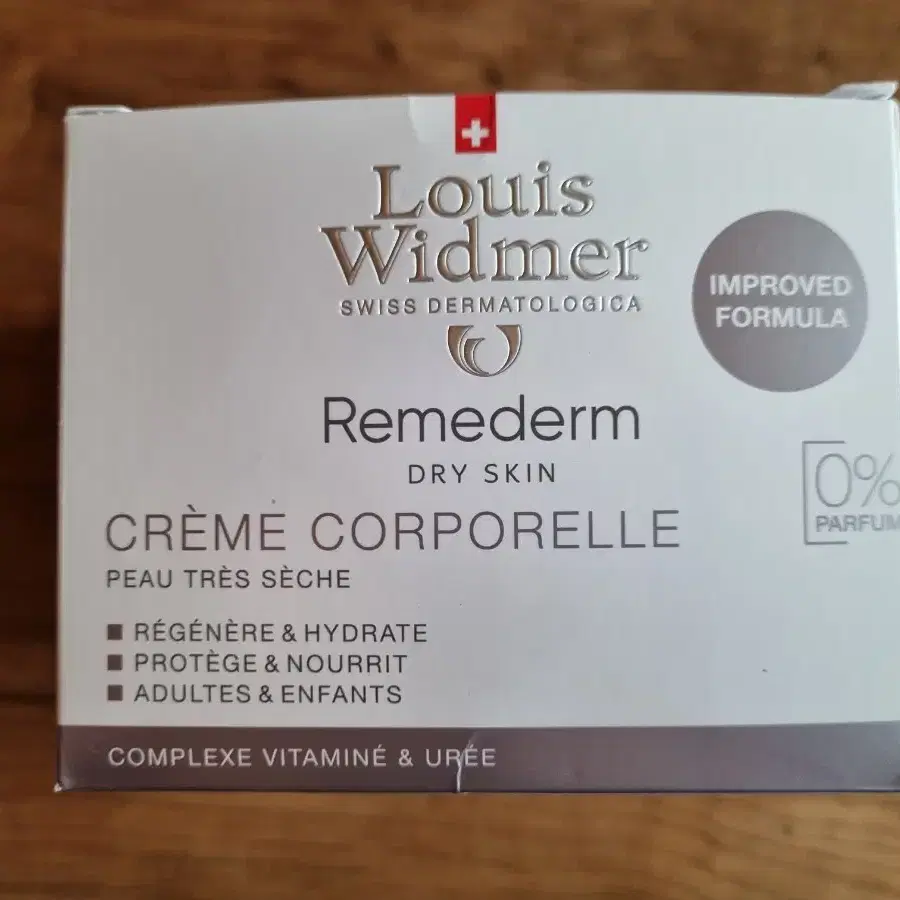 Louis
Widmer
SWISS DERMATOLOGICA
IMPROVED
FORMULA
Remederm
DRY SKIN
0%
PARFUM
CRÈME CORPORELLE
PEAU TRÈS SÈCHE
RÉGÉNÈRE & HYDRATE
PROTÈGE & NOURRIT
ADULTES & ENFANTS
COMPLEXE VITAMINÉ & URÉE